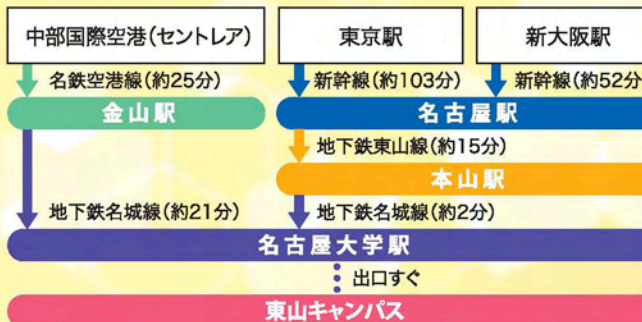 中部国際空港(セントレア)
東京駅
新大阪駅
名鉄空港線(約25分)
新幹線(約103分)
新幹線(約52分
金山駅
名古屋駅
地下鉄東山線(約15分)
本山駅
地下鉄名城線(約21分)
地下鉄名城線(約2分)
名古屋大学駅
出口すぐ
東山キャンパス